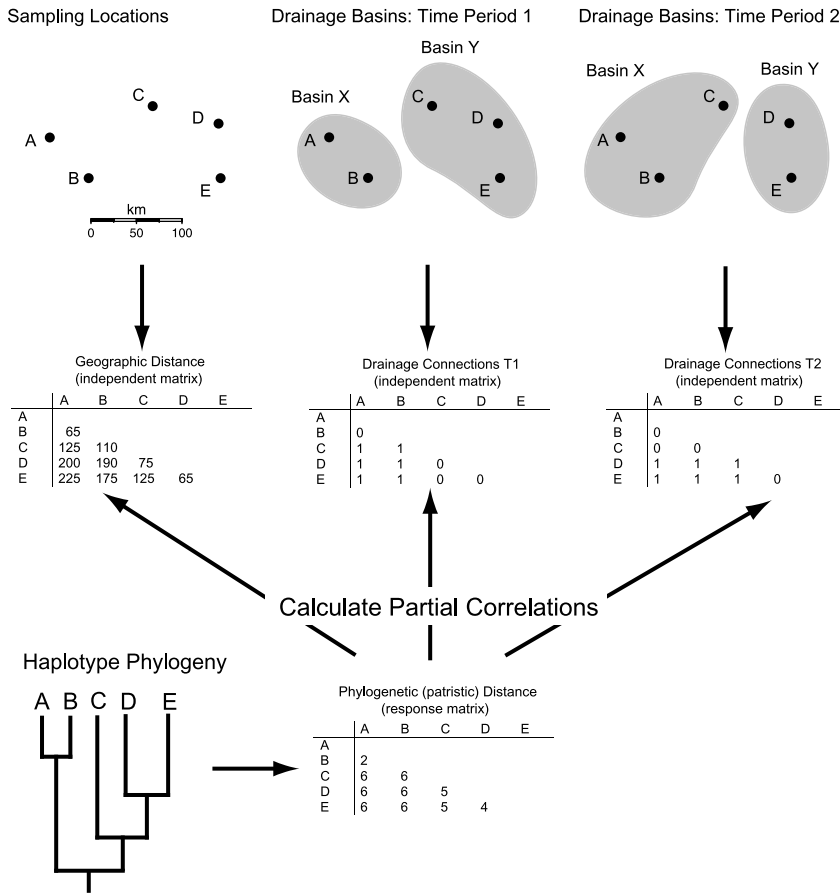 Sampling Locations
Drainage Basins: Time Period 1
Drainage Basins: Time Period 2
C
D
A
B
E
km
0 50 100
Basin Y
Basin X
C
A
D
B
E
Basin X
Basin Y
C
A
D
B
E
Geographic Distance
(independent matrix)
A B C D E
A
B 65
C 125 110
D 200 190 75
E 225 175 125 65
Drainage Connections T1
(independent matrix)
A B C D E
A
B 0
C 1 1
D 1 1 0
E 1 1 0 0
Drainage Connections T2
(independent matrix)
A B C D E
A
B 0
C 0 0
D 1 1 1
E 1 1 1 0
Calculate Partial Correlations
Haplotype Phylogeny
A B C D E
Phylogenetic (patristic) Distance
(response matrix)
A B C D E
A
B 2
C 6 6
D 6 6 5
E 6 6 5 4